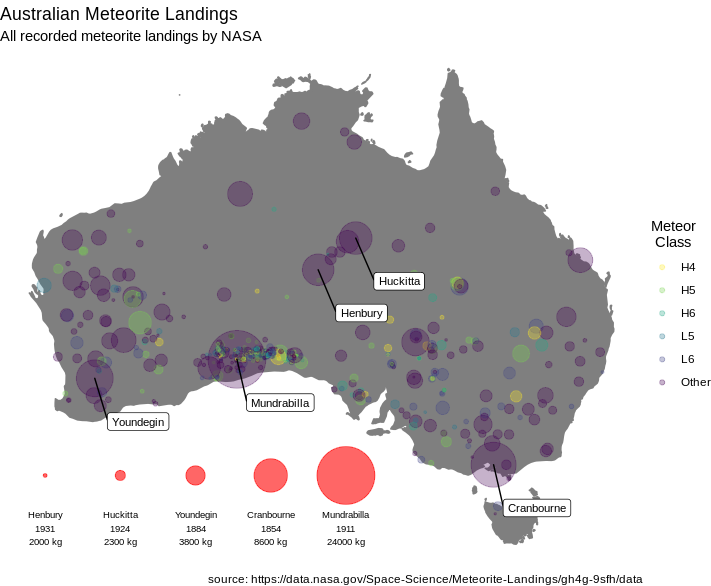 Australian Meteorite Landings
All recorded meteorite landings by NASA
Meteor
Class
H4
H5
H6
L5
L6
Other
Huckitta
Henbury
Mundrabilla
Youndegin
Cranbourne
Henbury
1931
2000 kg
Huckitta
1924
2300 kg
Youndegin
1884
3800 kg
Cranbourne
1854
8600 kg
Mundrabilla
1911
24000 kg
source: https://data.nasa.gov/Space-Science/Meteorite-Landings/gh4g-9sfh/data